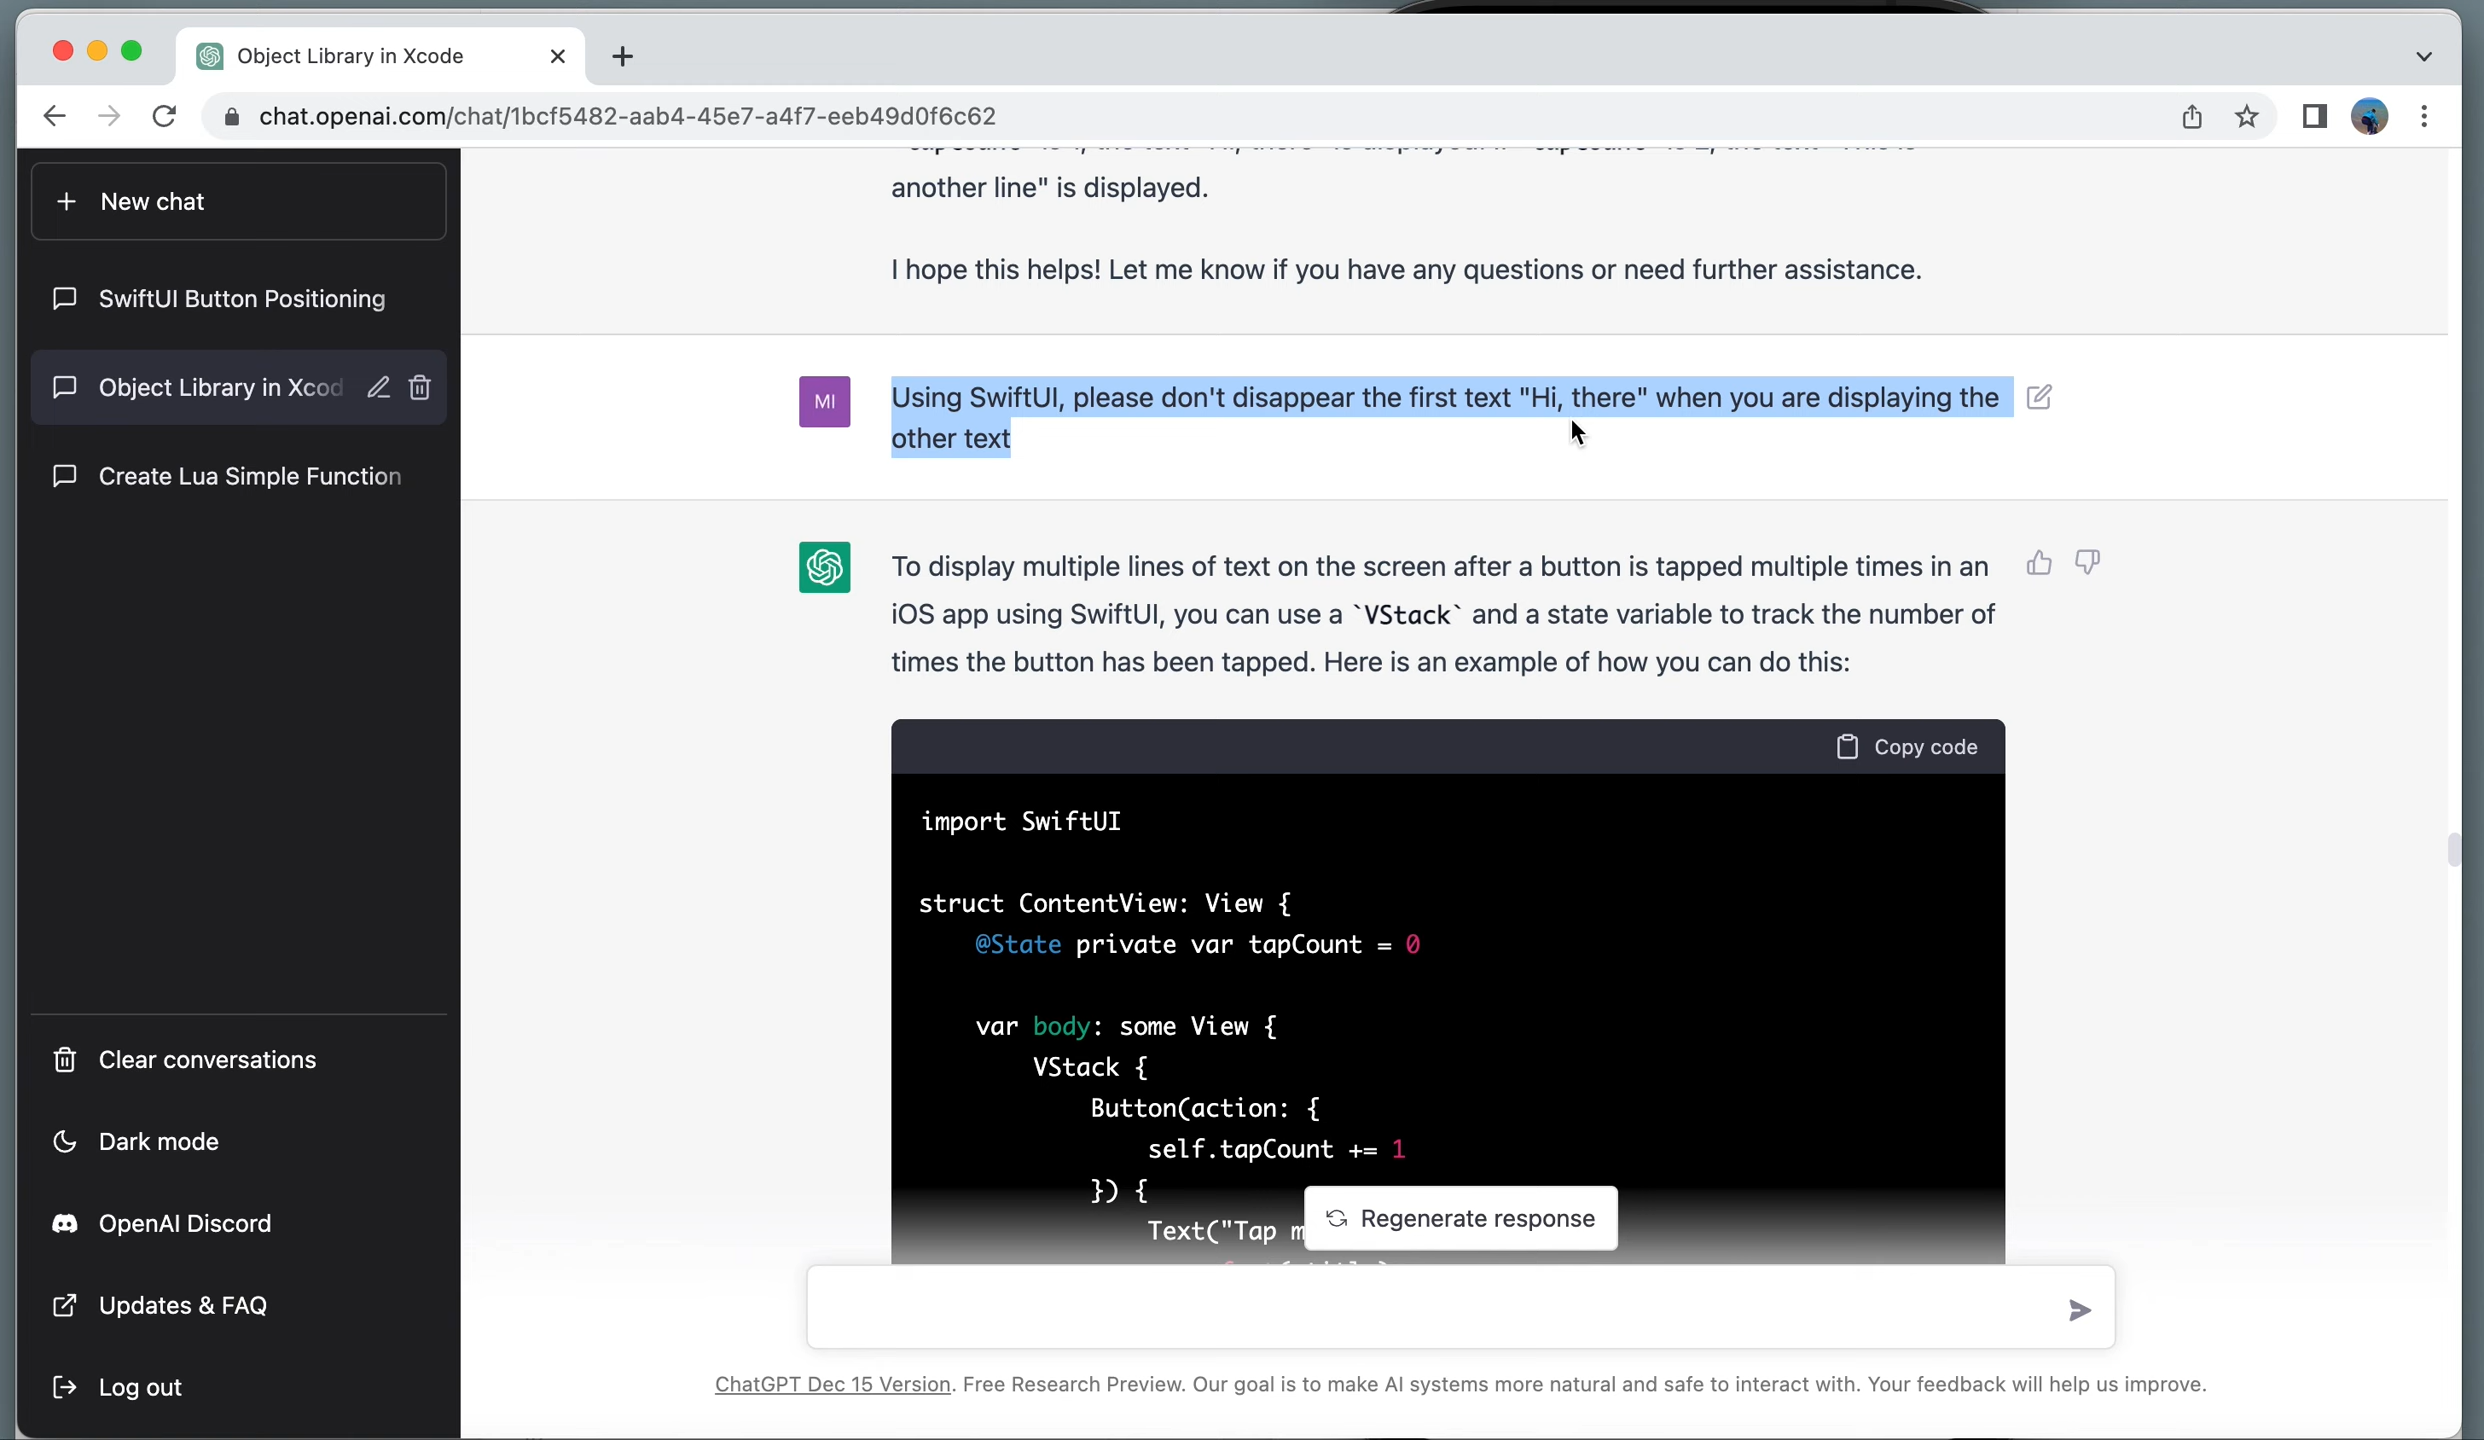 Object Library in Xcode
chat.openai.com/chat/1bcf5482-aab4-45e7-a4f7-eeb49d0f6c62
New chat
SwiftUI Button Positioning
Object Library in Xcod
Create Lua Simple Function
Clear conversations
Dark mode
OpenAI Discord
Updates & FAQ
Log out
another line" is displayed.
I hope this helps! Let me know if you have any questions or need further assistance.
MI
Using SwiftUI, please don't disappear the first text "Hi, there" when you are displaying the
other text
To display multiple lines of text on the screen after a button is tapped multiple times in an
iOS app using SwiftUI, you can use a `VStack` and a state variable to track the number of
times the button has been tapped. Here is an example of how you can do this:
Copy code
import SwiftUI
struct ContentView: View {
@State private var tapCount = 0
var body: some View {
VStack {
Button(action: {
self.tapCount += 1
}) {
Text("Tap m
Regenerate response
ChatGPT Dec 15 Version. Free Research Preview. Our goal is to make AI systems more natural and safe to interact with. Your feedback will help us improve.